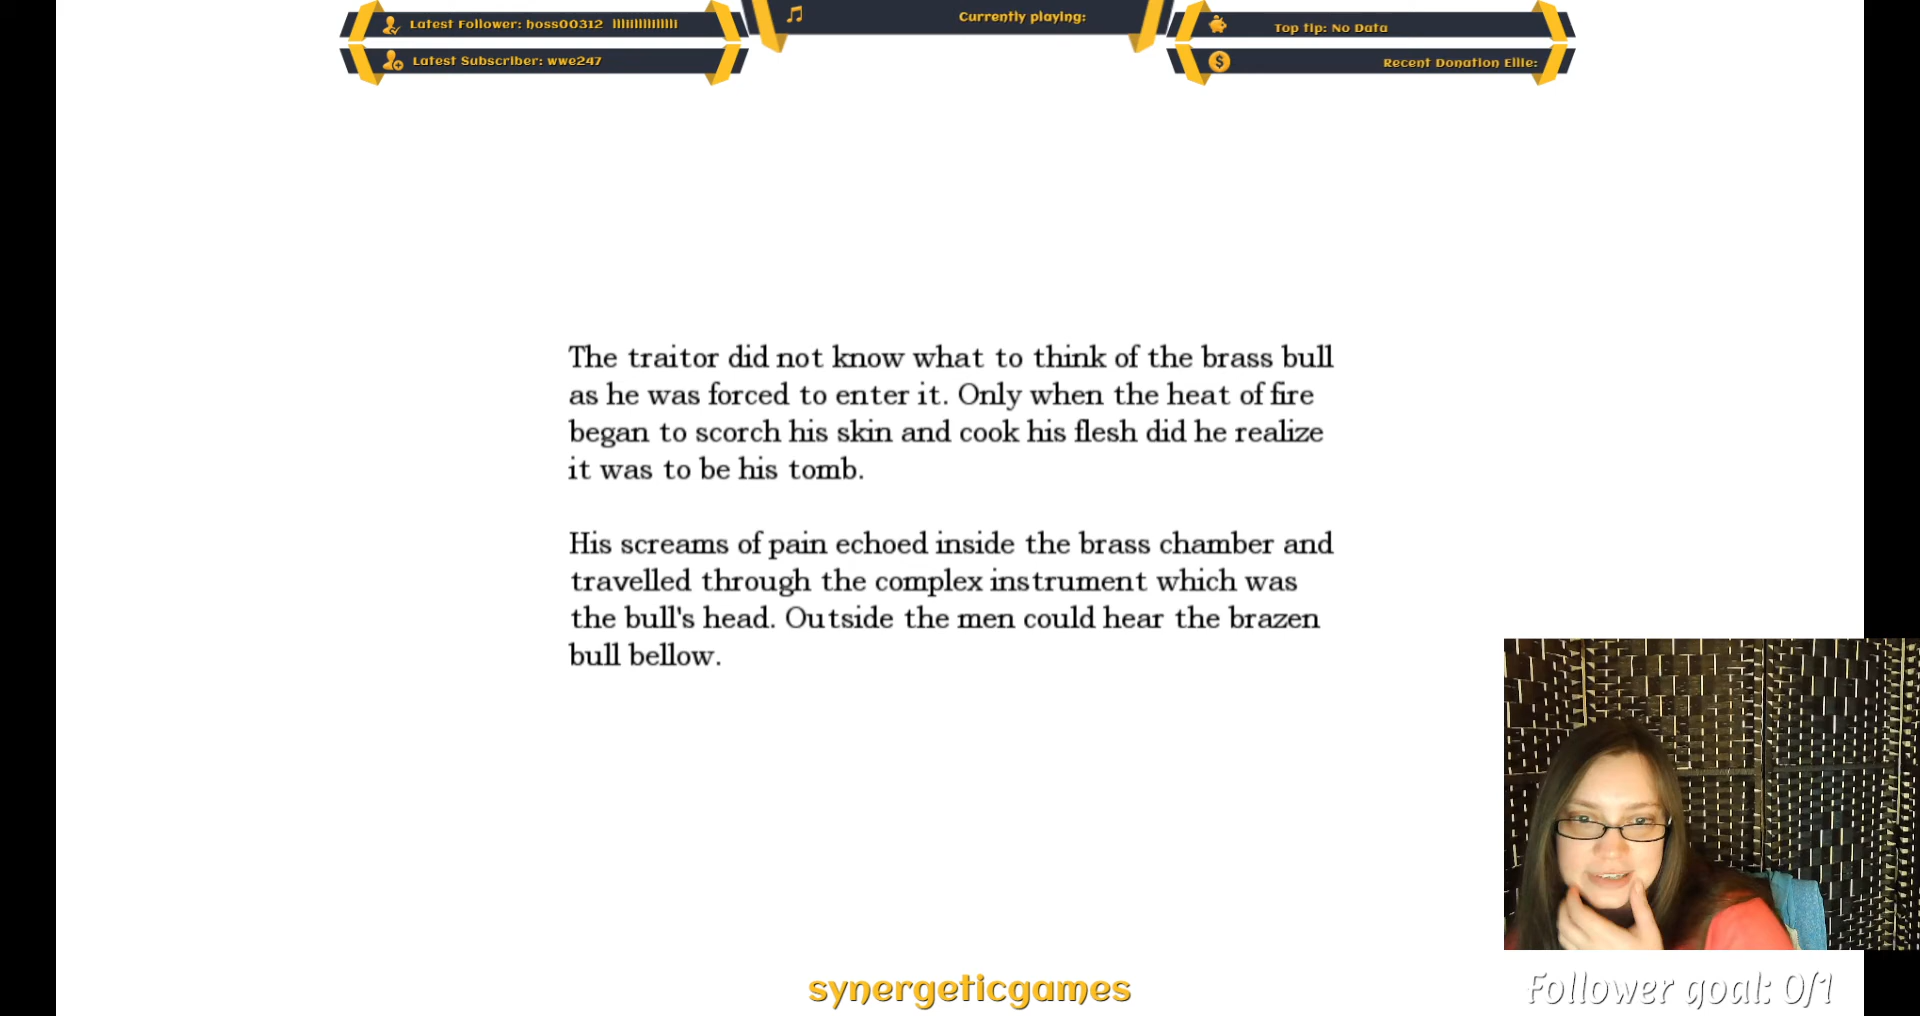 Latest Follower: hoss00312
Currently playing:
Top tip: No Data
Latest Subscriber: wwe247
Recent Donation Ellie:
The traitor did not know what to think of the brass bull
as he was forced to enter it. Only when the heat of fire
began to scorch his skin and cook his flesh did he realize
it was to be his tomb.
His screams of pain echoed inside the brass chamber and
travelled through the complex instrument which was
the bull's head. Outside the men could hear the brazen
bull bellow.
synergeticgames
Follower goal: 0/1